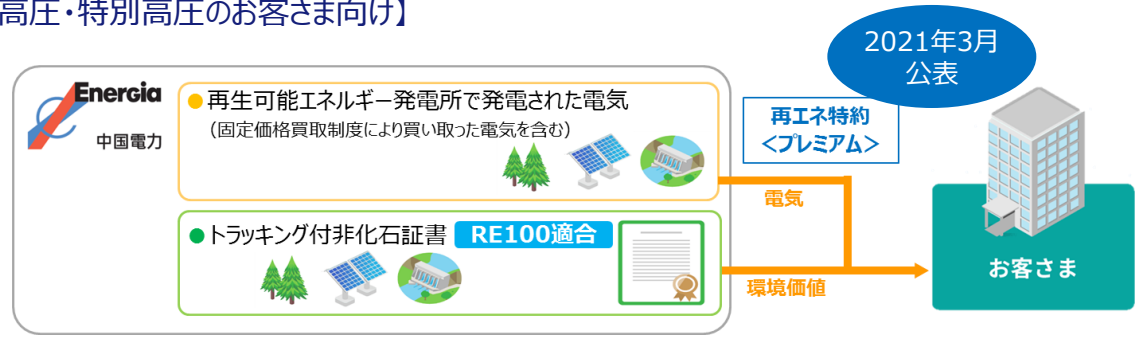 高圧・特別高圧のお客さま向け】
2021年3月
公表
Energia
中国電力
●再生可能エネルギー発電所で発電された電気
(固定価格買取制度により買い取った電気を含む)
再エネ特約
<プレミアム>
電気
●トラッキング付非化石証書 RE100適合
環境価値
お客さま